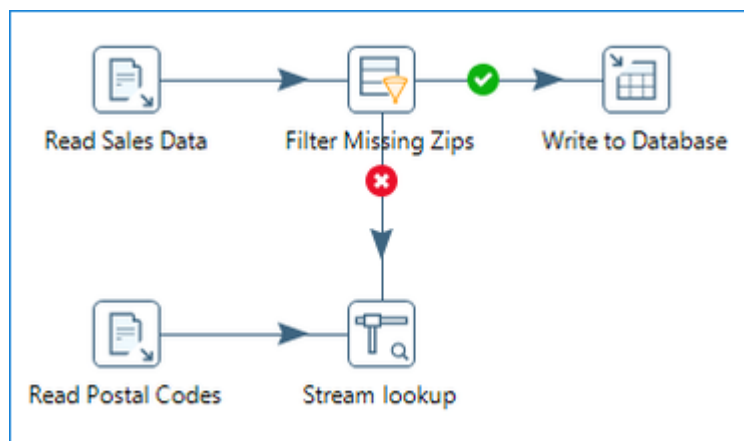 Read Sales Data
Filter Missing Zips
Write to Database
Read Postal Codes
Stream lookup